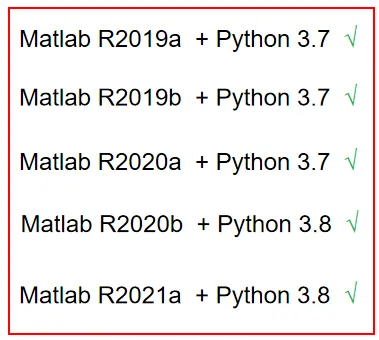 Matlab R2019a + Python 3.7 √
Matlab R2019b + Python 3.7 √
Matlab R2020a + Python 3.7 √
Matlab R2020b + Python 3.8 √
Matlab R2021a + Python 3.8 √